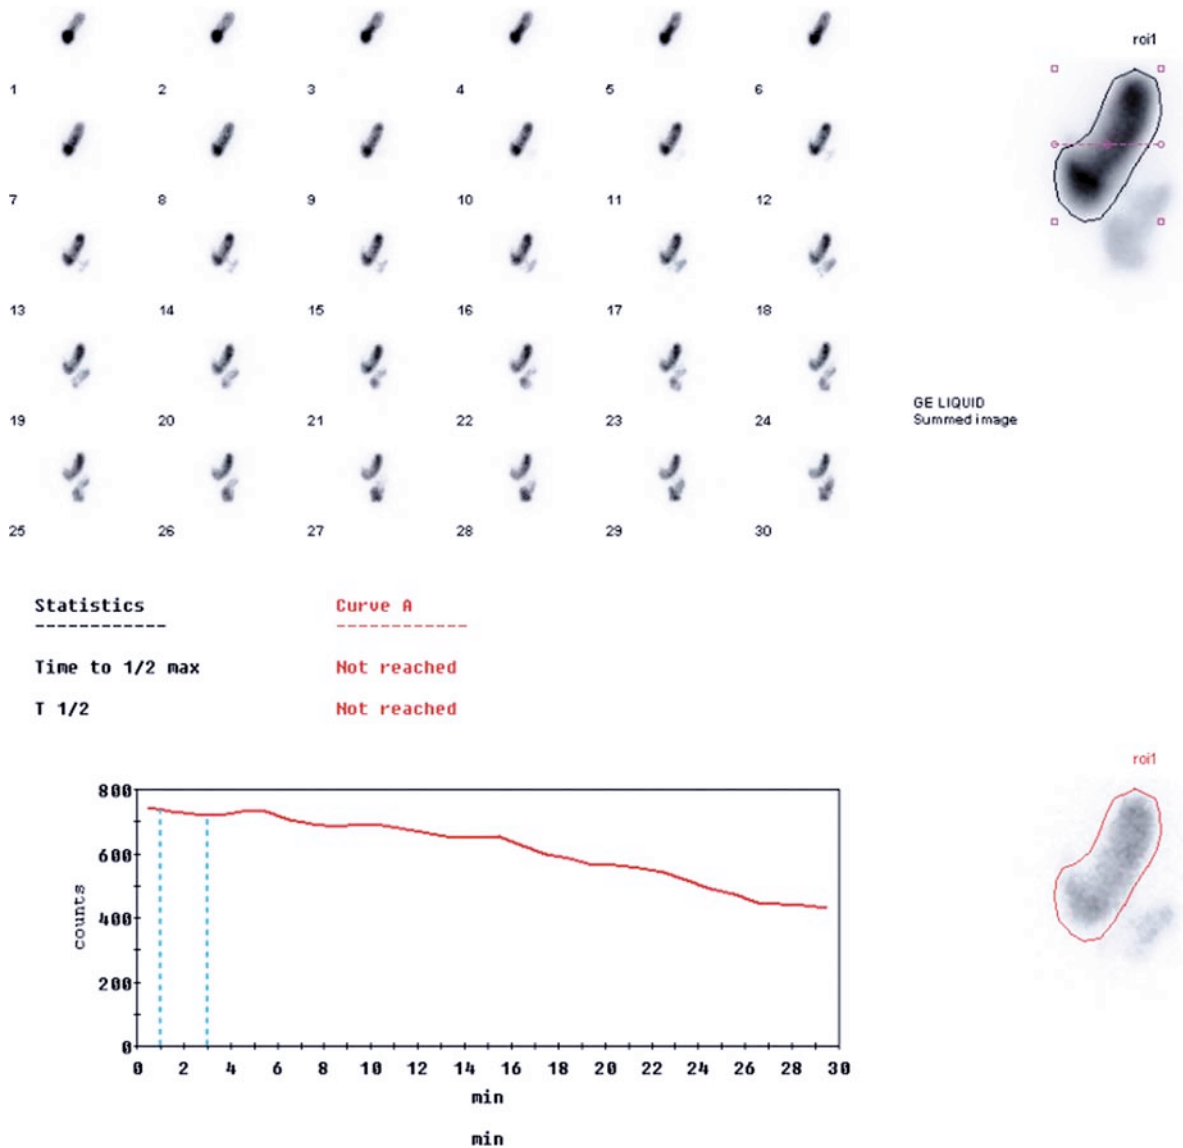 roi1
1 2 3 4 5 6
7 8 9 10 11 12
13 14 15 16 17 18
19 20 21 22 23 24
GE LIQUID
Summed image
25 26 27 28 29 30
Statistics Curve A
------------ ------------
Time to 1/2 max Not reached
T 1/2 Not reached
roi1
800
600
400
200
0
counts
0 2 4 6 8 10 12 14 16 18 20 22 24 26 28 30
min
min